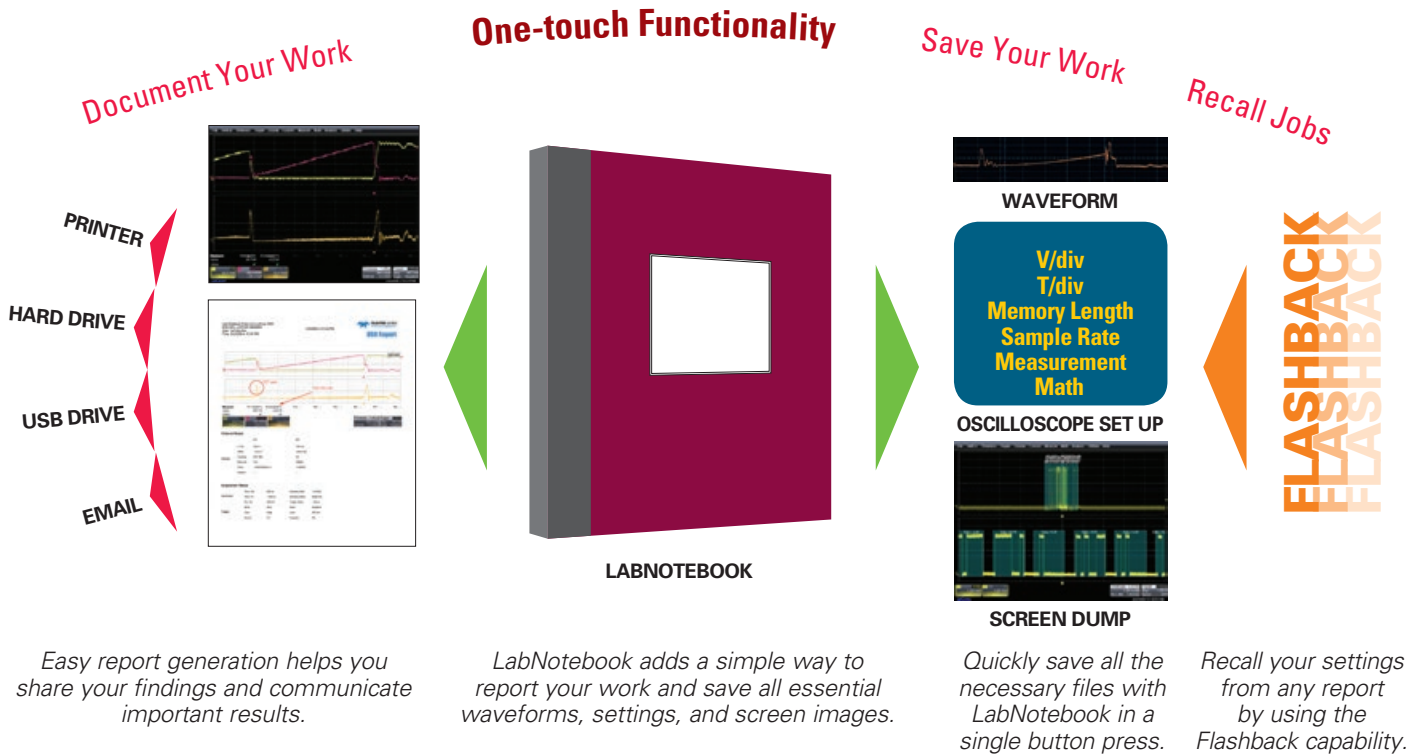 One-touch Functionality
Document Your Work
Save Your Work
Recall Jobs
PRINTER
HARD DRIVE
USB DRIVE
EMAIL
LABNOTEBOOK
WAVEFORM
V/div
T/div
Memory Length
Sample Rate
Measurement
Math
OSCILLOSCOPE SET UP
SCREEN DUMP
FLASHBACK
FLASHBACK
FLASHBACK
Easy report generation helps you
share your findings and communicate
important results.
LabNotebook adds a simple way to
report your work and save all essential
waveforms, settings, and screen images.
Quickly save all the
necessary files with
LabNotebook in a
single button press.
Recall your settings
from any report
by using the
Flashback capability.